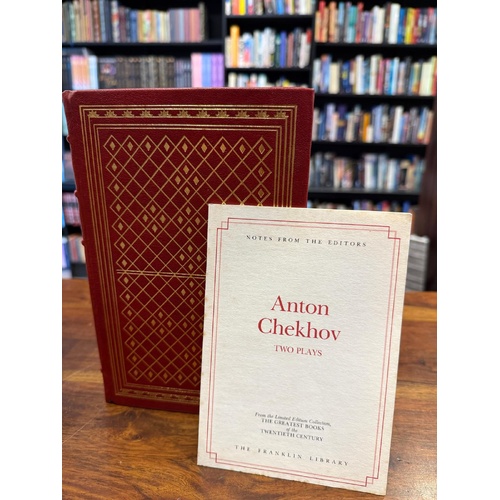 NOTES FROM THE EDITORS
Anton
Chekhov
TWO PLAYS
From the Limited Edition Collection,
THE GREATEST BOOKS
of the
TWENTIETH CENTURY
THE FRANKLIN LIBRARY